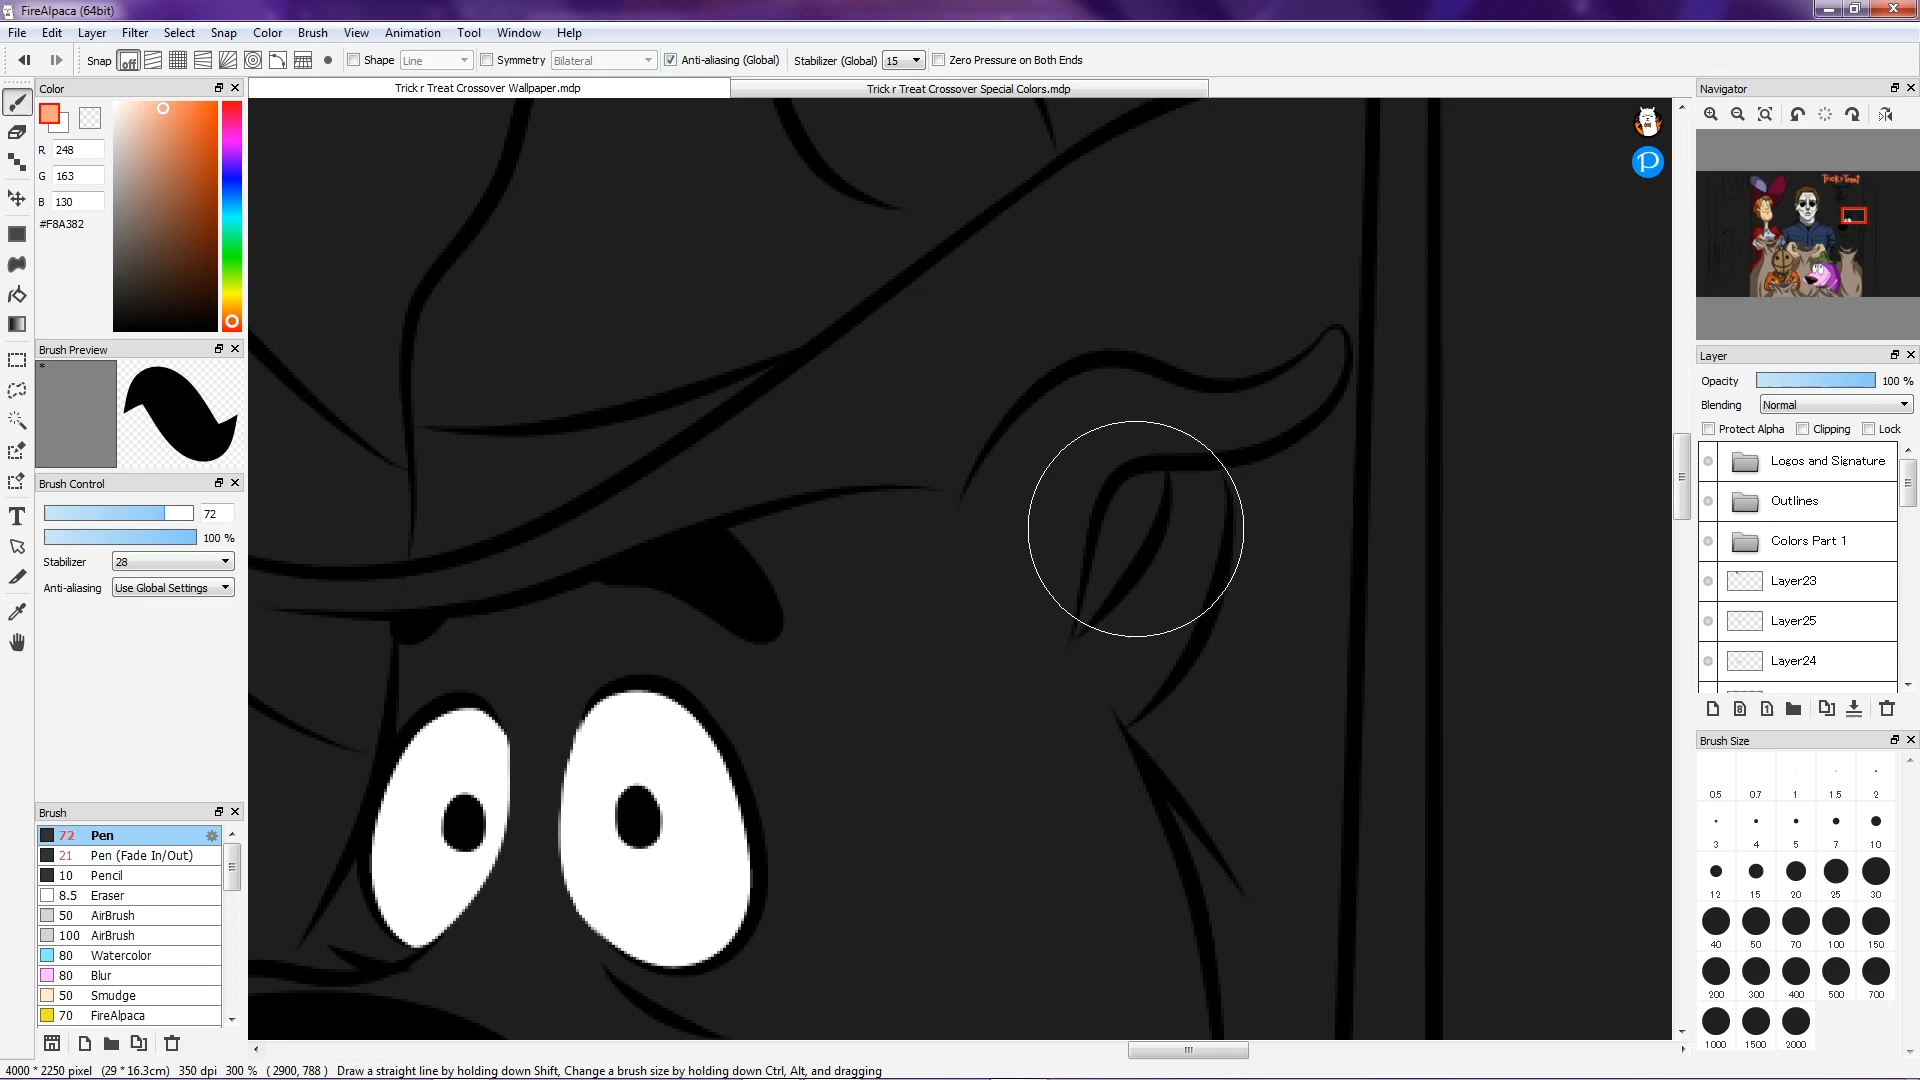 FireAlpaca (64bit)
File Edit Layer Filter Select Snap Color Brush View Animation Tool Window Help
Snap off Shape Line Symmetry Bilateral Anti-aliasing (Global) Stabilizer (Global) 15 Zero Pressure on Both Ends
Color
Trick r Treat Crossover Wallpaper.mdp
Trick r Treat Crossover Special Colors.mdp
Navigator
R 248
G 163
B 130
#F8A382
Trick r Treat
Brush Preview
*
Layer
Opacity 100 %
Blending Normal
Protect Alpha Clipping Lock
Logos and Signature
Outlines
Colors Part 1
Layer23
Layer25
Layer24
Brush Control
72
100 %
Stabilizer 28
Anti-aliasing Use Global Settings
Brush Size
0.5 0.7 1 1.5 2
3 4 5 7 10
12 15 20 25 30
40 50 70 100 150
200 300 400 500 700
1000 1500 2000
Brush
72 Pen
21 Pen (Fade In/Out)
10 Pencil
8.5 Eraser
50 AirBrush
100 AirBrush
80 Watercolor
80 Blur
50 Smudge
70 FireAlpaca
4000 * 2250 pixel (29 * 16.3cm) 350 dpi 300 % ( 2900, 788 ) Draw a straight line by holding down Shift, Change a brush size by holding down Ctrl, Alt, and dragging